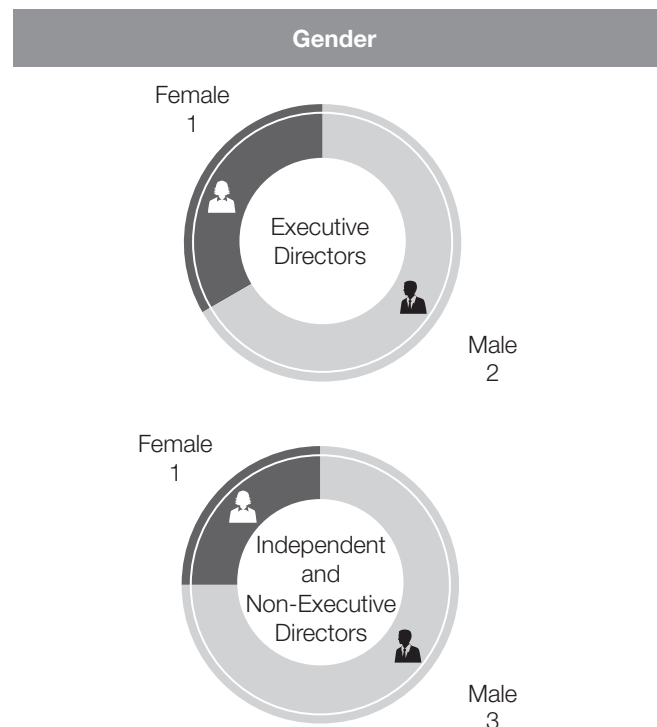 Gender
Female
1
Executive
Directors
Male
2
Female
1
Independent
and
Non-Executive
Directors
Male
3